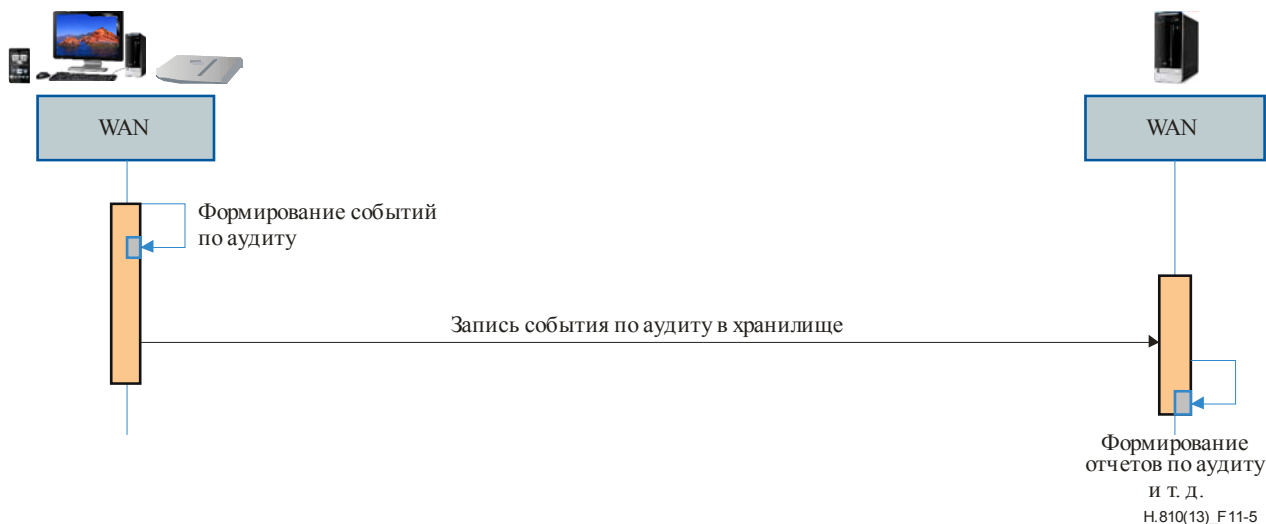 WAN
WAN
Формирование событий
по аудиту
Запись события по аудиту в хранилище
Формирование
отчетов по аудиту
и т. д.
H.810(13)_F11-5